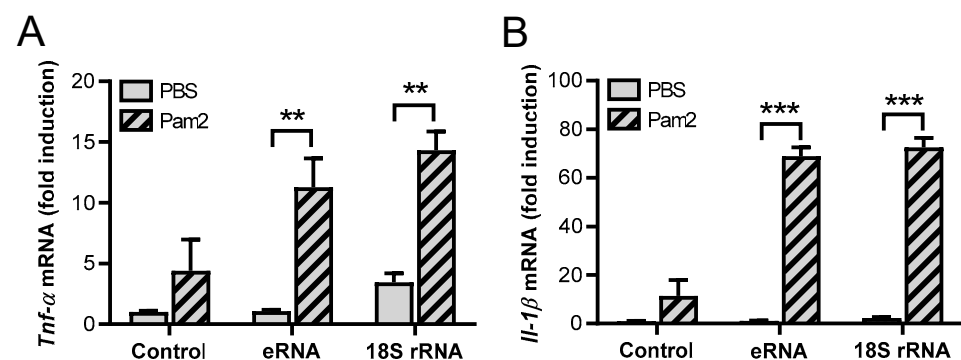 A
Tnf-α mRNA (fold induction)
20
15
10
5
0
PBS
Pam2
**
**
Control
eRNA
18S rRNA
B
Il-1β mRNA (fold induction)
100
80
60
40
20
0
PBS
Pam2
***
***
Control
eRNA
18S rRNA